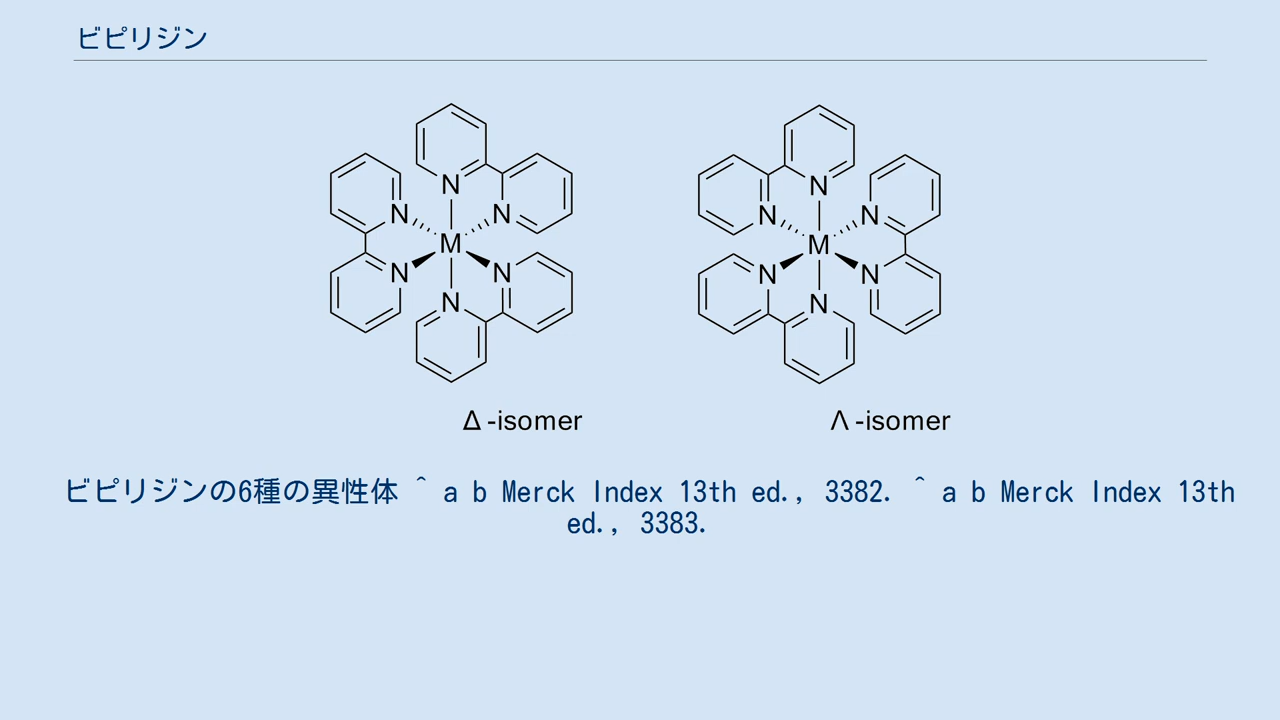 ビピリジン
N N N M N N N
N N N M N N N
Δ-isomer Λ-isomer
ビピリジンの6種の異性体 ^ a b Merck Index 13th ed., 3382. ^ a b Merck Index 13th
ed., 3383.